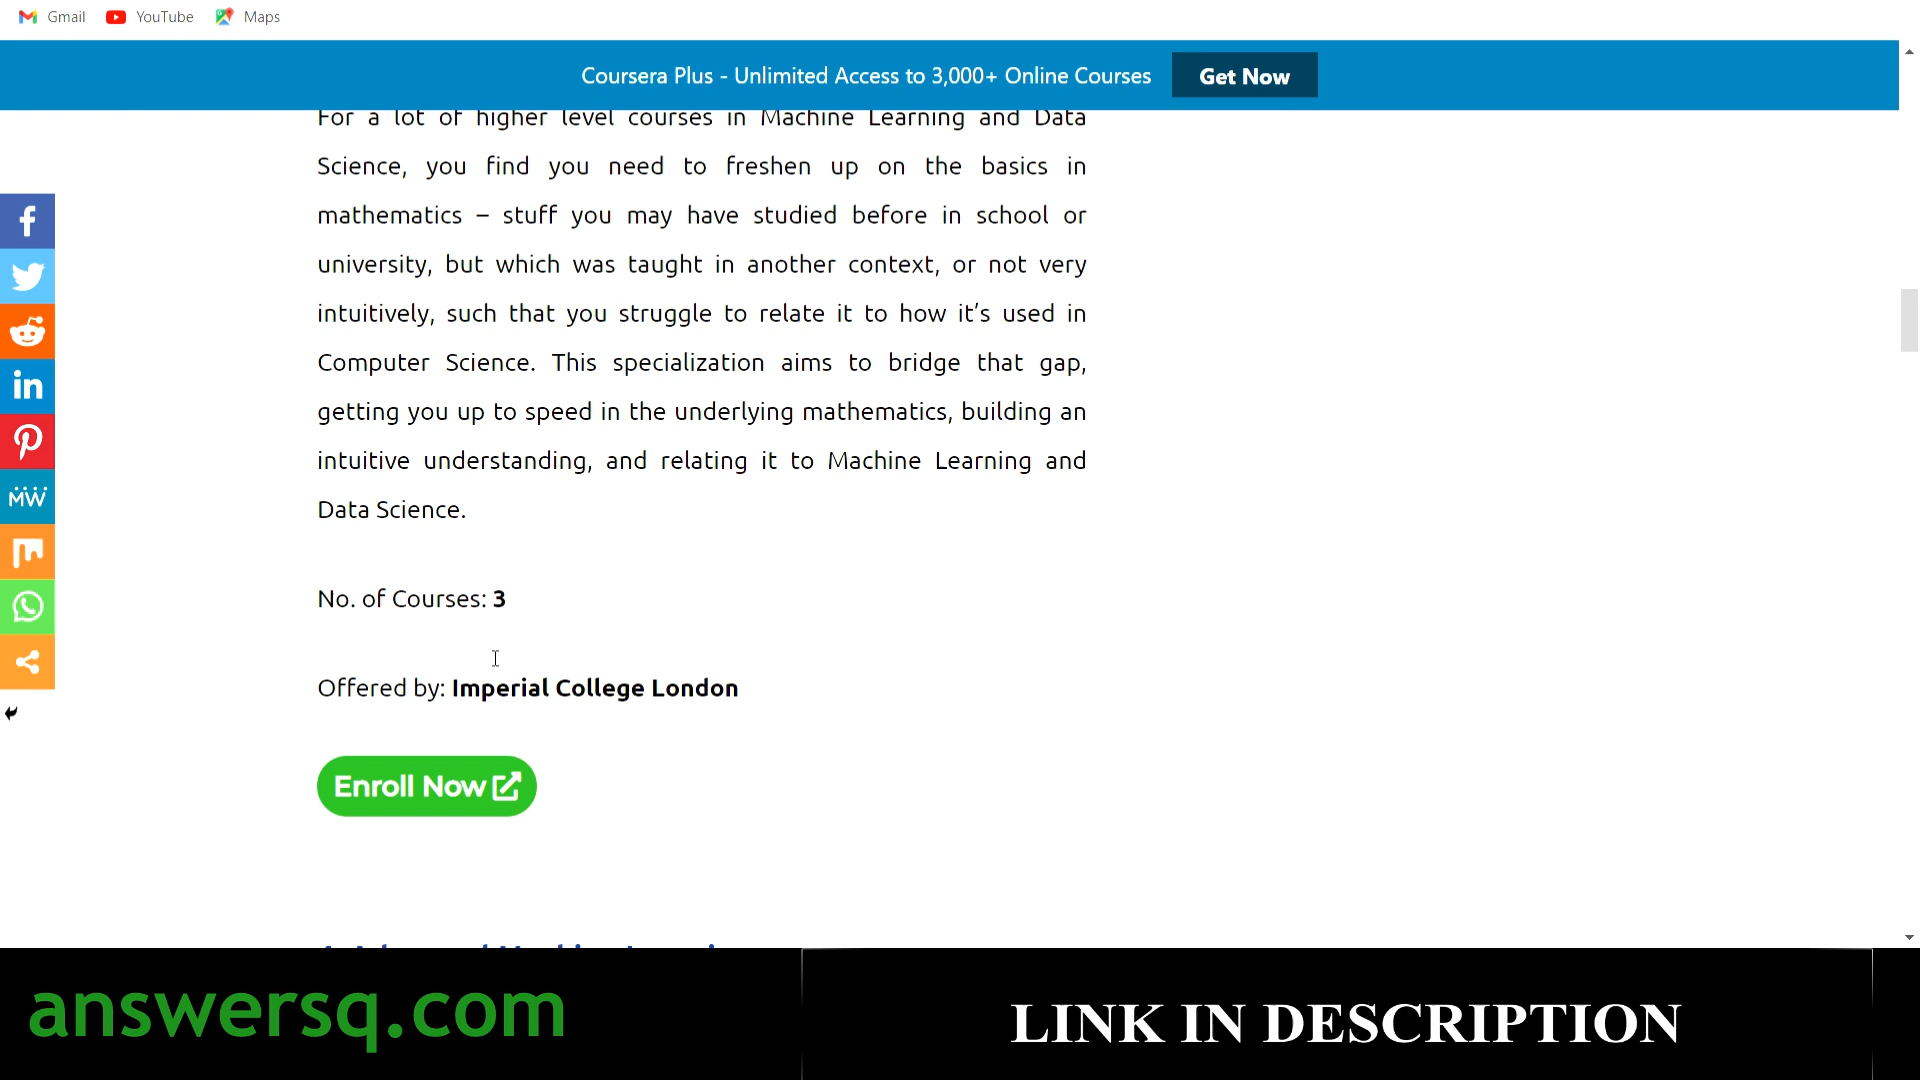 Gmail YouTube Maps
Coursera Plus - Unlimited Access to 3,000+ Online Courses Get Now
For a lot of higher level courses in Machine Learning and Data
Science, you find you need to freshen up on the basics in
mathematics – stuff you may have studied before in school or
university, but which was taught in another context, or not very
intuitively, such that you struggle to relate it to how it’s used in
Computer Science. This specialization aims to bridge that gap,
getting you up to speed in the underlying mathematics, building an
intuitive understanding, and relating it to Machine Learning and
Data Science.
No. of Courses: 3
Offered by: Imperial College London
Enroll Now
answersq.com
LINK IN DESCRIPTION